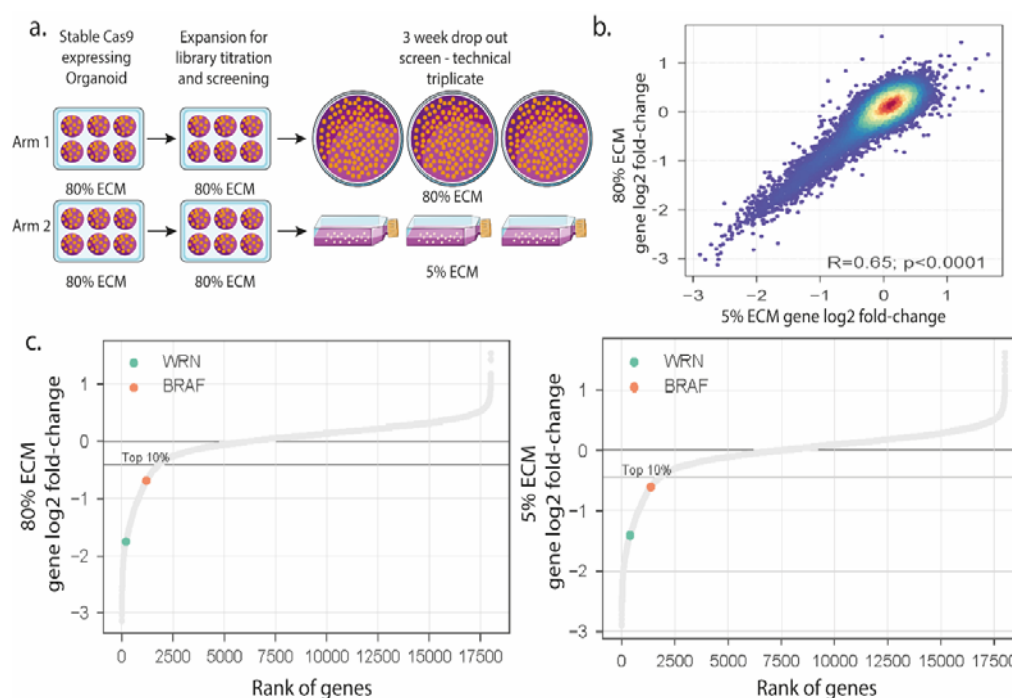 a.
Stable Cas9
expressing
Organoid
Expansion for
library titration
and screening
3 week drop out
screen - technical
triplicate
Arm 1
80% ECM
80% ECM
80% ECM
Arm 2
80% ECM
80% ECM
5% ECM
b.
80% ECM
gene log2 fold-change
1
0
-1
-2
-3
R=0.65; p<0.0001
-3
-2
-1
0
1
5% ECM gene log2 fold-change
c.
80% ECM
gene log2 fold-change
WRN
BRAF
1
0
Top 10%
-1
-2
-3
0
2500
5000
7500
10000
12500
15000
17500
Rank of genes
5% ECM
gene log2 fold-change
WRN
BRAF
1
0
Top 10%
-1
-2
-3
0
2500
5000
7500
10000
12500
15000
17500
Rank of genes